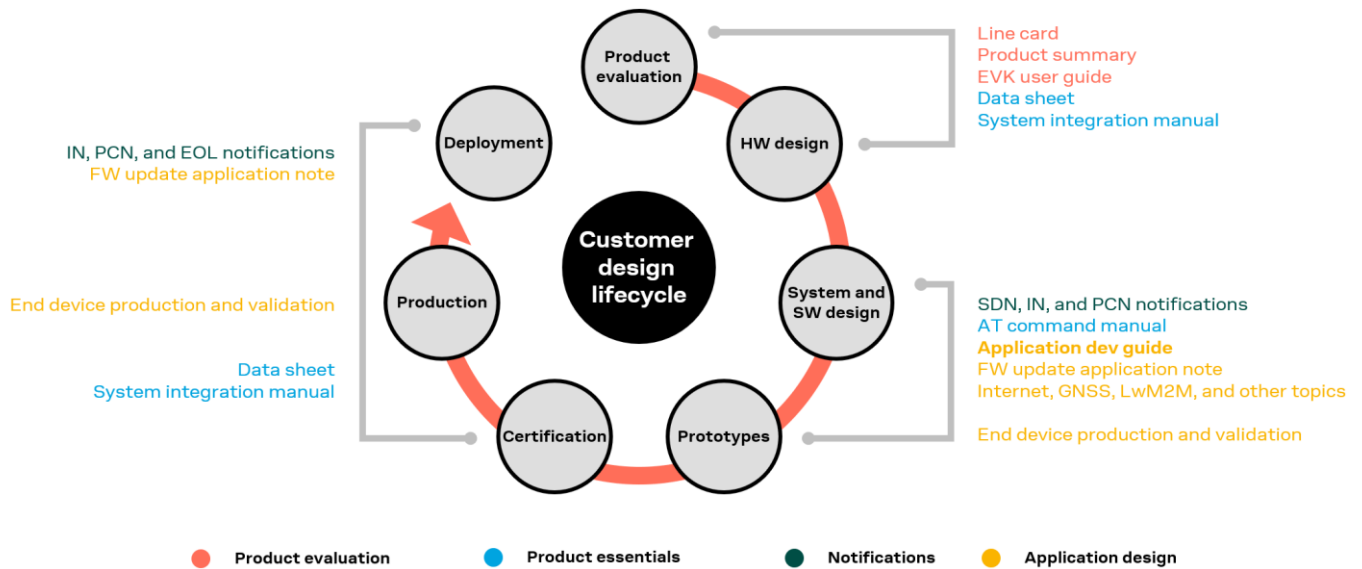 Product
evaluation
Line card
Product summary
EVK user guide
Data sheet
System integration manual
HW design
Deployment
IN, PCN, and EOL notifications
FW update application note
Customer
design
lifecycle
System and
SW design
SDN, IN, and PCN notifications
AT command manual
Application dev guide
FW update application note
Internet, GNSS, LwM2M, and other topics
End device production and validation
Production
End device production and validation
Data sheet
System integration manual
Certification
Prototypes
Product evaluation
Product essentials
Notifications
Application design